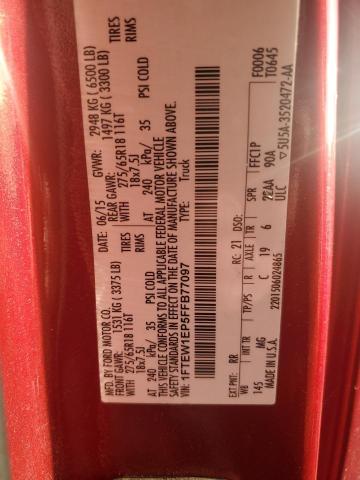 MFD. BY FORD MOTOR CO.
DATE: 06/15 GVWR: 2948 KG ( 6500 LB)
FRONT GAWR: 1531 KG ( 3375 LB) REAR GAWR: 1497 KG ( 3300 LB)
WITH 275/65R18 116T TIRES WITH 275/65R18 116T TIRES
18x7.5J RIMS 18x7.5J RIMS
AT 240 kPa/ 35 PSI COLD AT 240 kPa/ 35 PSI COLD
THIS VEHICLE CONFORMS TO ALL APPLICABLE FEDERAL MOTOR VEHICLE
SAFETY STANDARDS IN EFFECT ON THE DATE OF MANUFACTURE SHOWN ABOVE.
VIN: 1FTEW1EP5FFB77097
TYPE: Truck
F0006
T0645
EXT PNT: RR RC: 21 DSO: FFC1P
WB TP/PS R AXLE TR SPR 90A
145 MG C 19 6 22AA ULC
MADE IN U.S.A. 2201506024865 5U5A-3520472-AA